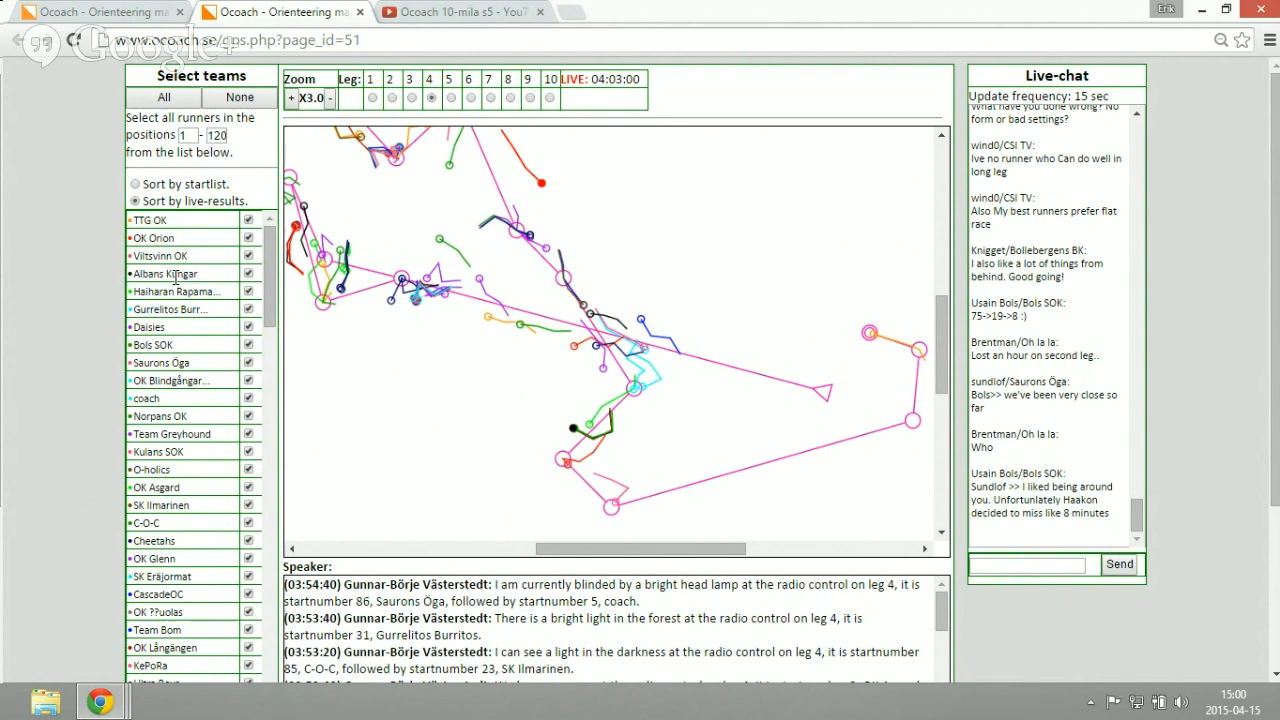 Ocoach - Orienteering ma
Ocoach - Orienteering ma
Ocoach 10-mila s5 - YouT
Erik
www.ocoach.se/ops.php?page_id=51
Google+
Select teams
All
None
Select all runners in the
positions 1 - 120
from the list below.
Sort by startlist.
Sort by live-results.
TTG OK
OK Orion
Viltsvinn OK
Albans Kungar
Haiharan Rapama...
Gurrelitos Burr...
Daisies
Bols SOK
Saurons Öga
OK Blindgångar...
coach
Norpans OK
Team Greyhound
Kulans SOK
O-holics
OK Asgard
SK Ilmarinen
C-O-C
Cheetahs
OK Glenn
SK Eräjormat
CascadeOC
OK ??uolas
Team Bom
OK Långängen
KePoRa
Zoom
Leg: 1 2 3 4 5 6 7 8 9 10
LIVE: 04:03:00
+ X3.0 -
Speaker:
(03:54:40) Gunnar-Börje Västerstedt: I am currently blinded by a bright head lamp at the radio control on leg 4, it is
startnumber 86, Saurons Öga, followed by startnumber 5, coach.
(03:53:40) Gunnar-Börje Västerstedt: There is a bright light in the forest at the radio control on leg 4, it is
startnumber 31, Gurrelitos Burritos.
(03:53:20) Gunnar-Börje Västerstedt: I can see a light in the darkness at the radio control on leg 4, it is startnumber
85, C-O-C, followed by startnumber 23, SK Ilmarinen.
Live-chat
Update frequency: 15 sec
What have you done wrong? No
form or bad settings?
wind0/CSI TV:
Ive no runner who Can do well in
long leg
wind0/CSI TV:
Also My best runners prefer flat
race
Knigget/Bollebergens BK:
I also like a lot of things from
behind. Good going!
Usain Bols/Bols SOK:
75->19->8 :)
Brentman/Oh la la:
Lost an hour on second leg..
sundlof/Saurons Öga:
Bols>> we've been very close so
far
Brentman/Oh la la:
Who
Usain Bols/Bols SOK:
Sundlof >> I liked being around
you. Unfortunlately Haakon
decided to miss like 8 minutes
Send
15:00
2015-04-15